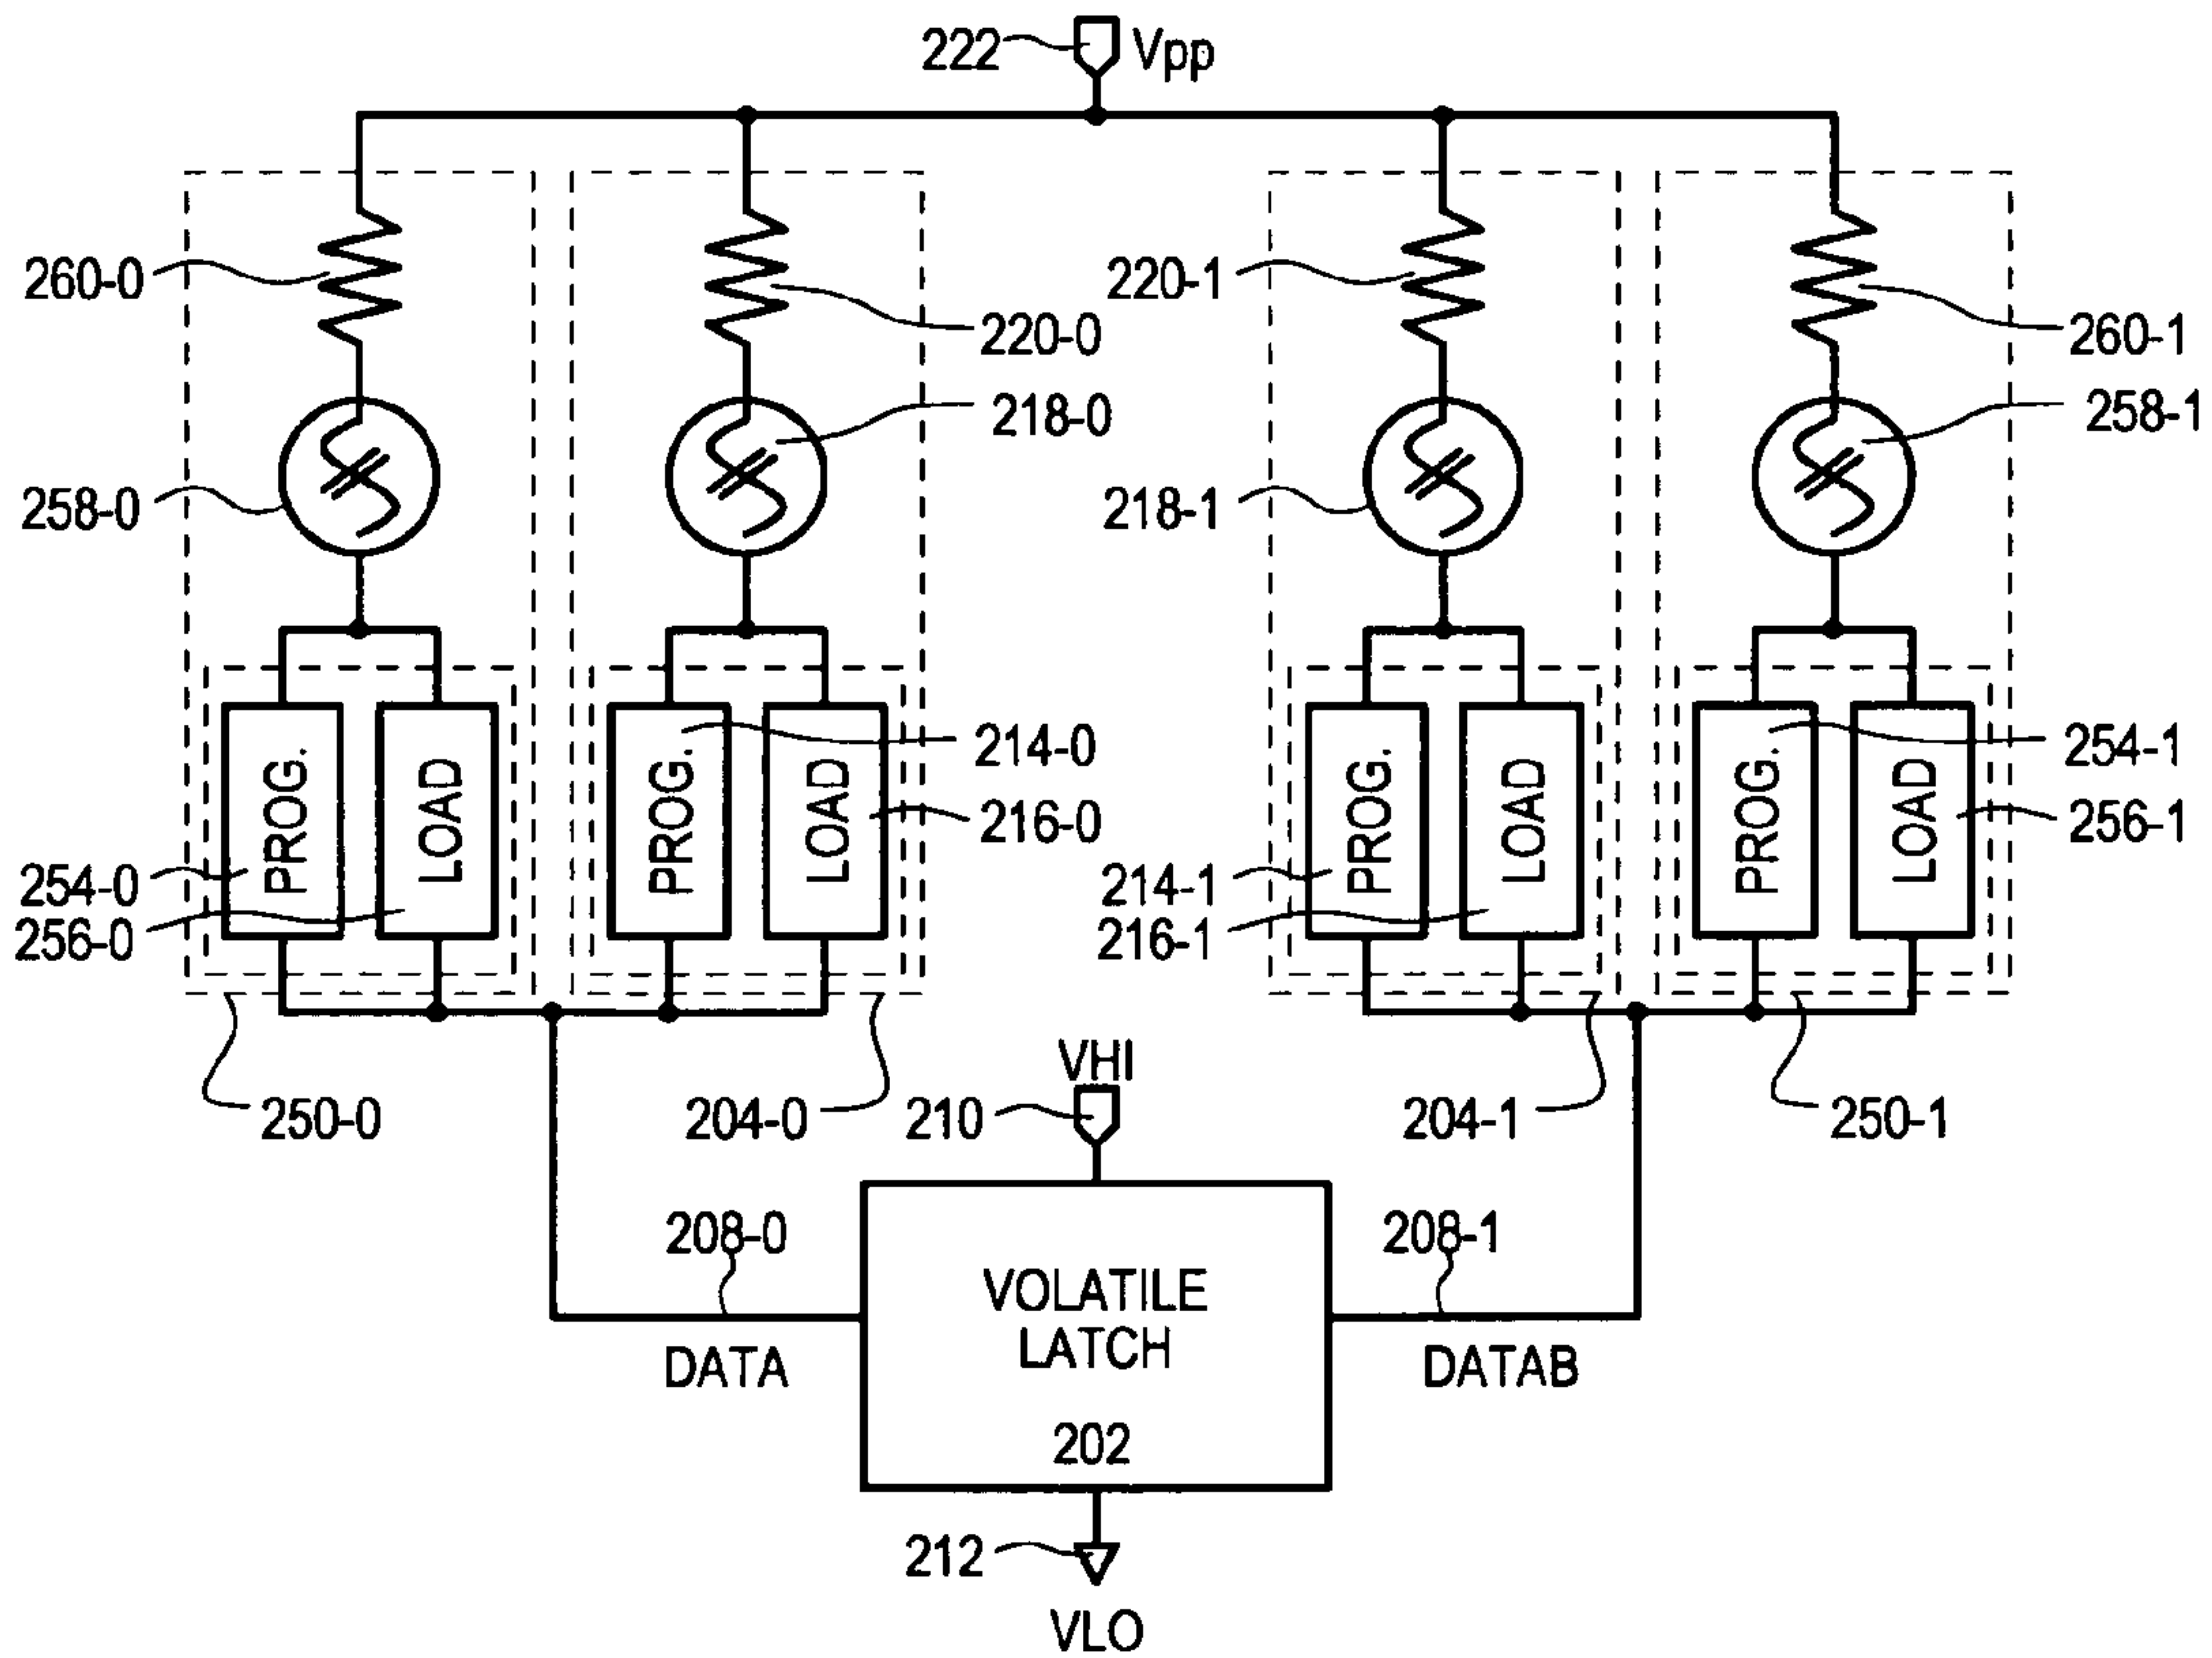 222 Vpp
260-0
220-0
220-1
260-1
218-0
258-1
258-0
218-1
PROG.
LOAD
PROG.
LOAD
PROG.
LOAD
PROG.
LOAD
214-0
254-1
216-0
256-1
254-0
256-0
214-1
216-1
VHI
250-0
204-0
210
204-1
250-1
208-0
208-1
VOLATILE
LATCH
DATA
DATAB
202
212
VLO